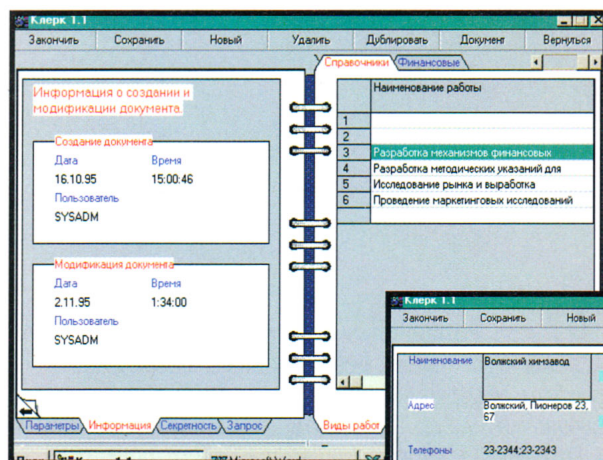 Клерк 1.1
Закончить Сохранить Новый Удалить Дублировать Документ Вернуться
Справочники Финансовые
Информация о создании и
модификации документа.
Создание документа
Дата Время
16.10.95 15:00:46
Пользователь
SYSADM
Модификация документа
Дата Время
2.11.95 1:34:00
Пользователь
SYSADM
Параметры Информация Секретность Запрос
Наименование работы
1
2
3 Разработка механизмов финансовых
4 Разработка методических указаний для
5 Исследование рынка и выработка
6 Проведение маркетинговых исследований
Виды работ
Клерк 1.1
Закончить Сохранить Новый
Наименование Волжский химзавод
Адрес Волжский, Пионеров 23,
67
Телефоны 23-2344;23-2343